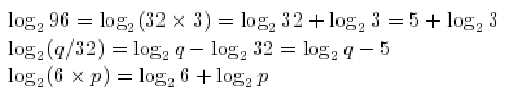 log₂ 96 = log₂(32 × 3) = log₂ 32 + log₂ 3 = 5 + log₂ 3
log₂(q/32) = log₂ q − log₂ 32 = log₂ q − 5
log₂(6 × p) = log₂ 6 + log₂ p